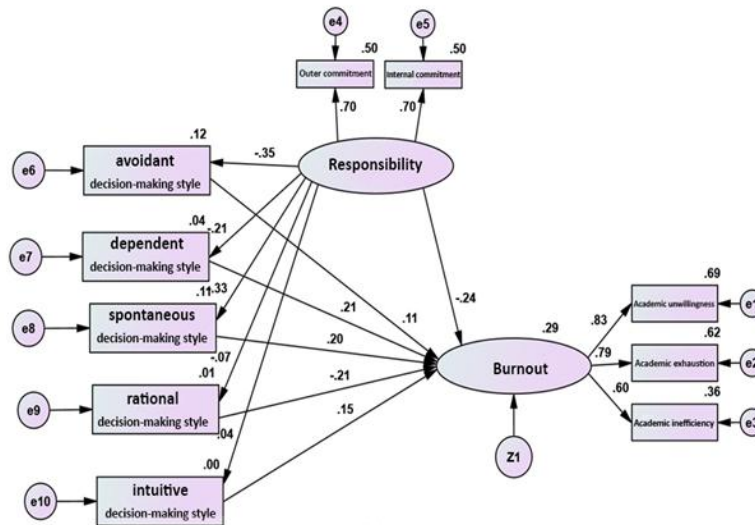 e4
e5
.50
.50
Outer commitment
Internal commitment
.70
.70
.12
-.35
Responsibility
e6
avoidant
decision-making style
.04
-.21
e7
dependent
decision-making style
.11
.33
.21
.11
-.24
.69
e8
spontaneous
decision-making style
.20
.29
.83
Academic unwillingness
.62
-.07
.01
.79
Academic exhaustion
e2
Burnout
.60
.36
e9
rational
decision-making style
-.21
Academic inefficiency
e3
.04
.15
.00
Z1
e10
intuitive
decision-making style